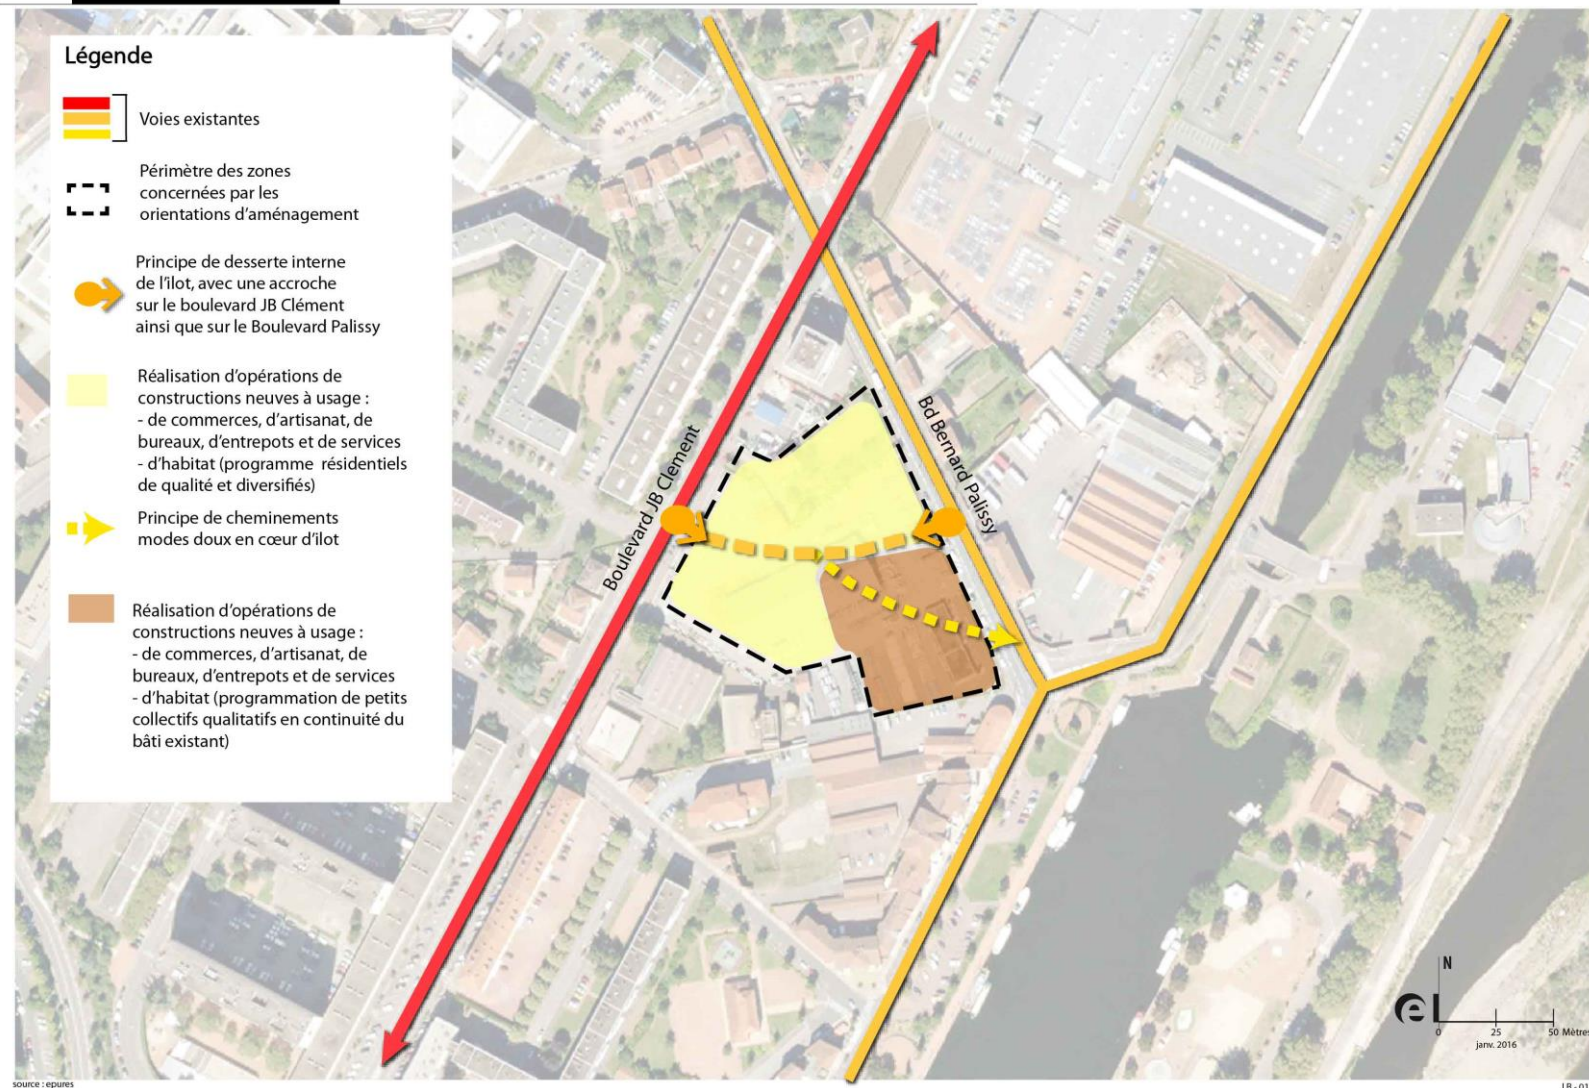 Légende
Voies existantes
Périmètre des zones
concernées par les
orientations d'aménagement
Principe de desserte interne
de l'ilot, avec une accroche
sur le boulevard JB Clément
ainsi que sur le Boulevard Palissy
Réalisation d'opérations de
constructions neuves à usage :
- de commerces, d'artisanat, de
bureaux, d'entrepots et de services
- d'habitat (programme résidentiels
de qualité et diversifiés)
Principe de cheminements
modes doux en cœur d'ilot
Réalisation d'opérations de
constructions neuves à usage :
- de commerces, d'artisanat, de
bureaux, d'entrepots et de services
- d'habitat (programmation de petits
collectifs qualitatifs en continuité du
bâti existant)
Boulevard JB Clement
Bd Bernard Palissy
N
0 25 50 Mètres
janv. 2016
source : epures